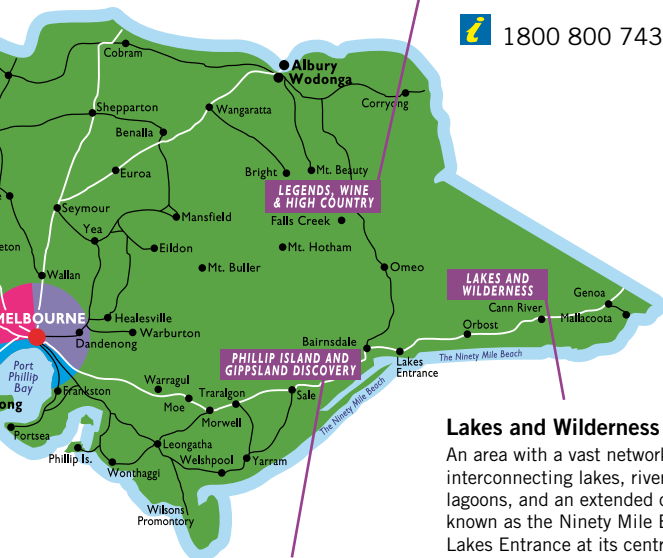 i 1800 800 743
Cobram
Albury
Wodonga
Corryong
Shepparton
Wangaratta
Benalla
Euroa
Bright
Mt. Beauty
LEGENDS, WINE
& HIGH COUNTRY
Seymour
Mansfield
Falls Creek
Yea
eton
Eildon
Mt. Hotham
Mt. Buller
Omeo
Wallan
LAKES AND
WILDERNESS
Genoa
Cann River
Mallacoota
MELBOURNE
Healesville
Warburton
Orbost
Dandenong
Bairnsdale
PHILLIP ISLAND AND
GIPPSLAND DISCOVERY
Lakes
Entrance
The Ninety Mile Beach
Port
Phillip
Bay
Frankston
Warragul
Traralgon
Sale
ong
Moe
Morwell
The Ninety Mile Beach
Portsea
Leongatha
Phillip Is.
Welshpool
Yarram
Wonthaggi
Wilsons
Promontory
Lakes and Wilderness
An area with a vast network
interconnecting lakes, river
lagoons, and an extended
known as the Ninety Mile
Lakes Entrance at its centr